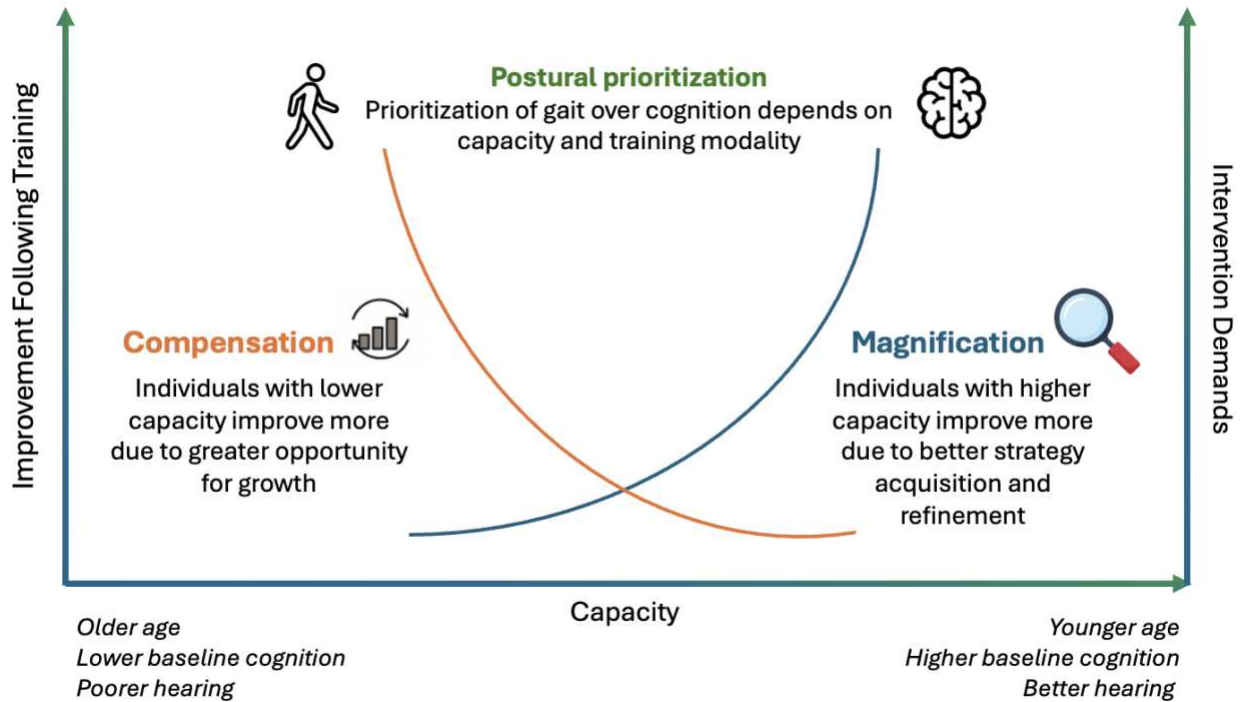 Improvement Following Training
Postural prioritization
Prioritization of gait over cognition depends on
capacity and training modality
Compensation
Individuals with lower
capacity improve more
due to greater opportunity
for growth
Magnification
Individuals with higher
capacity improve more
due to better strategy
acquisition and
refinement
Intervention Demands
Capacity
Older age
Lower baseline cognition
Poorer hearing
Younger age
Higher baseline cognition
Better hearing